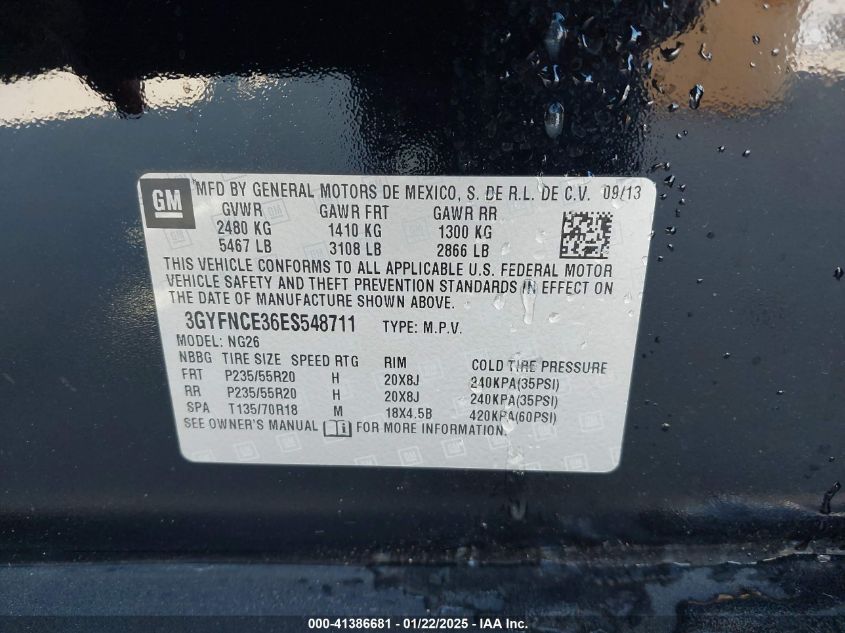 GM MFD BY GENERAL MOTORS DE MEXICO, S. DE R.L. DE C.V. 09/13
GVWR GAWR FRT GAWR RR
2480 KG 1410 KG 1300 KG
5467 LB 3108 LB 2866 LB
THIS VEHICLE CONFORMS TO ALL APPLICABLE U.S. FEDERAL MOTOR
VEHICLE SAFETY AND THEFT PREVENTION STANDARDS IN EFFECT ON
THE DATE OF MANUFACTURE SHOWN ABOVE.
3GYFNCE36ES548711 TYPE: M.P.V.
MODEL: NG26
NBBG TIRE SIZE SPEED RTG RIM COLD TIRE PRESSURE
FRT P235/55R20 H 20X8J 240KPA(35PSI)
RR P235/55R20 H 20X8J 240KPA(35PSI)
SPA T135/70R18 M 18X4.5B 420KPA(60PSI)
SEE OWNER'S MANUAL FOR MORE INFORMATION.
000-41386681 - 01/22/2025 - IAAI.com